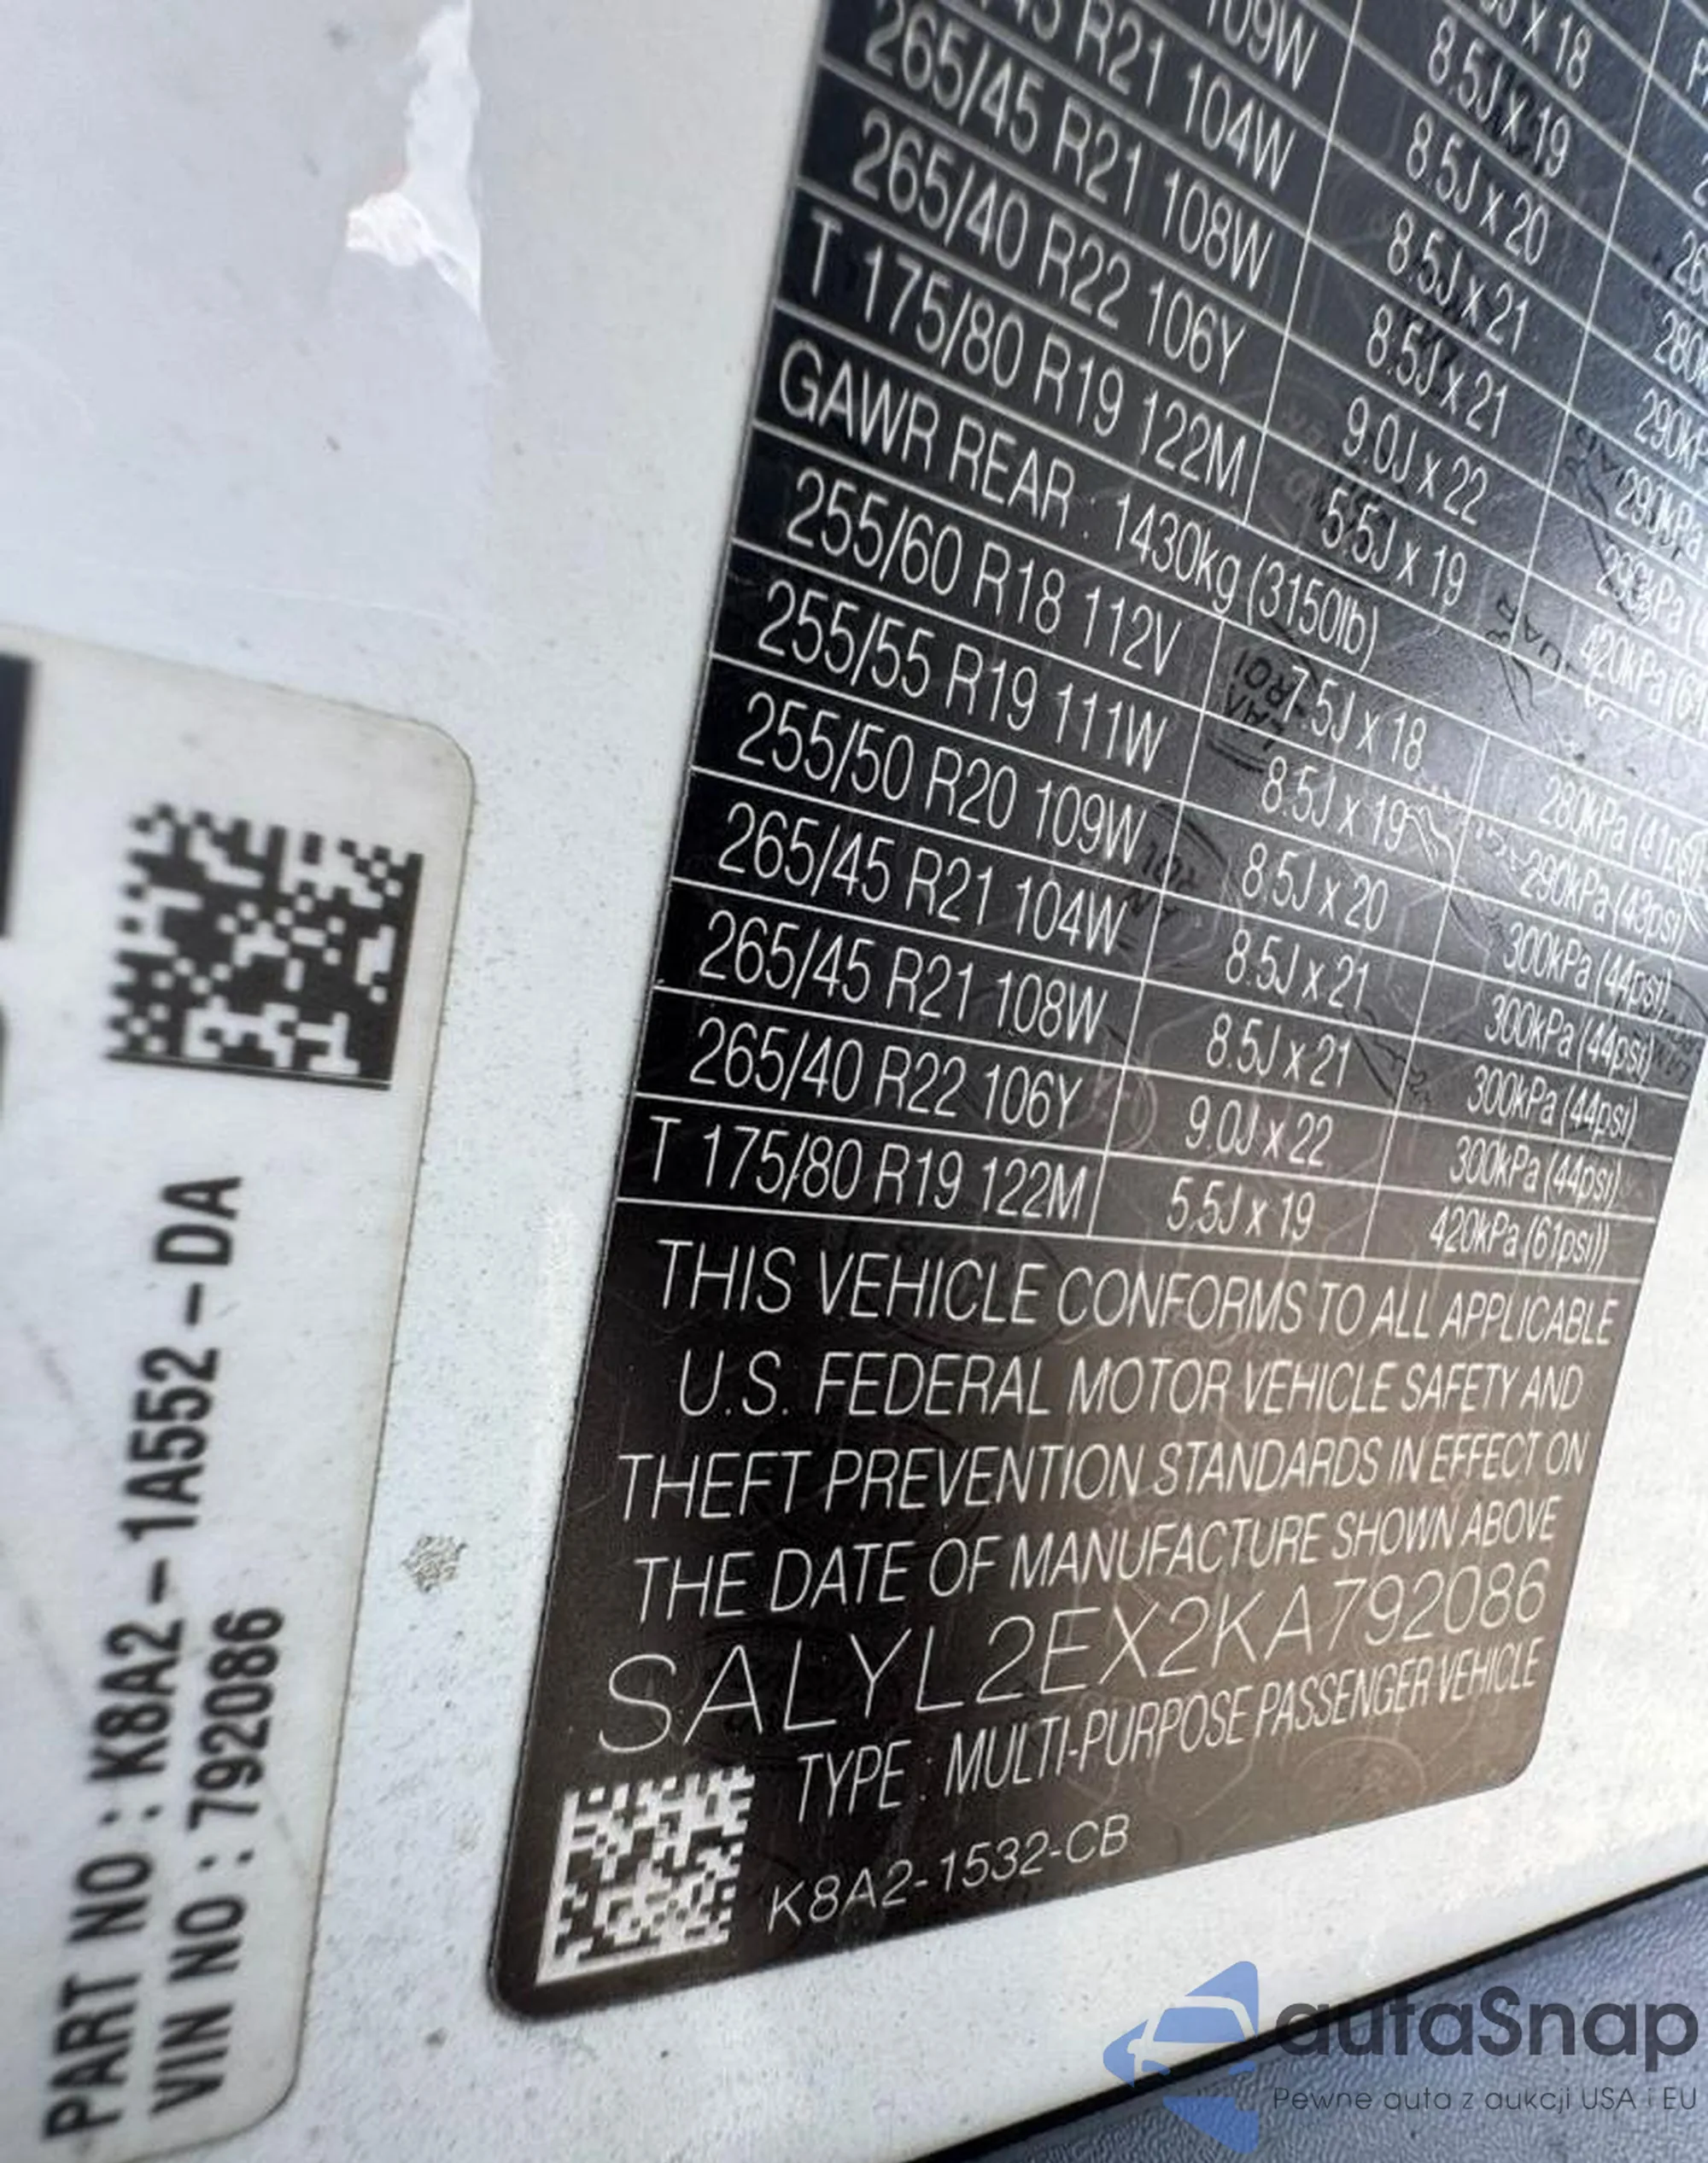 109W
8.5J x 19
R21 104W
8.5J x 20
265/45 R21 108W
8.5J x 21
265/40 R22 106Y
8.5J x 21
T 175/80 R19 122M
9.0J x 22
5.5J x 19
GAWR REAR : 1430kg (3150lb)
255/60 R18 112V 7.5J x 18 280kPa (41psi)
255/55 R19 111W 8.5J x 19 290kPa (43psi)
255/50 R20 109W 8.5J x 20 300kPa (44psi)
265/45 R21 104W 8.5J x 21 300kPa (44psi)
265/45 R21 108W 8.5J x 21 300kPa (44psi)
265/40 R22 106Y 9.0J x 22 300kPa (44psi)
T 175/80 R19 122M 5.5J x 19 420kPa (61psi))
THIS VEHICLE CONFORMS TO ALL APPLICABLE
U.S. FEDERAL MOTOR VEHICLE SAFETY AND
THEFT PREVENTION STANDARDS IN EFFECT ON
THE DATE OF MANUFACTURE SHOWN ABOVE
SALYL2EX2KA792086
TYPE : MULTI-PURPOSE PASSENGER VEHICLE
K8A2-1532-CB
PART NO : K8A2-1A552-DA
VIN NO : 792086
autaSnap
Pewne auta z aukcji USA i EU